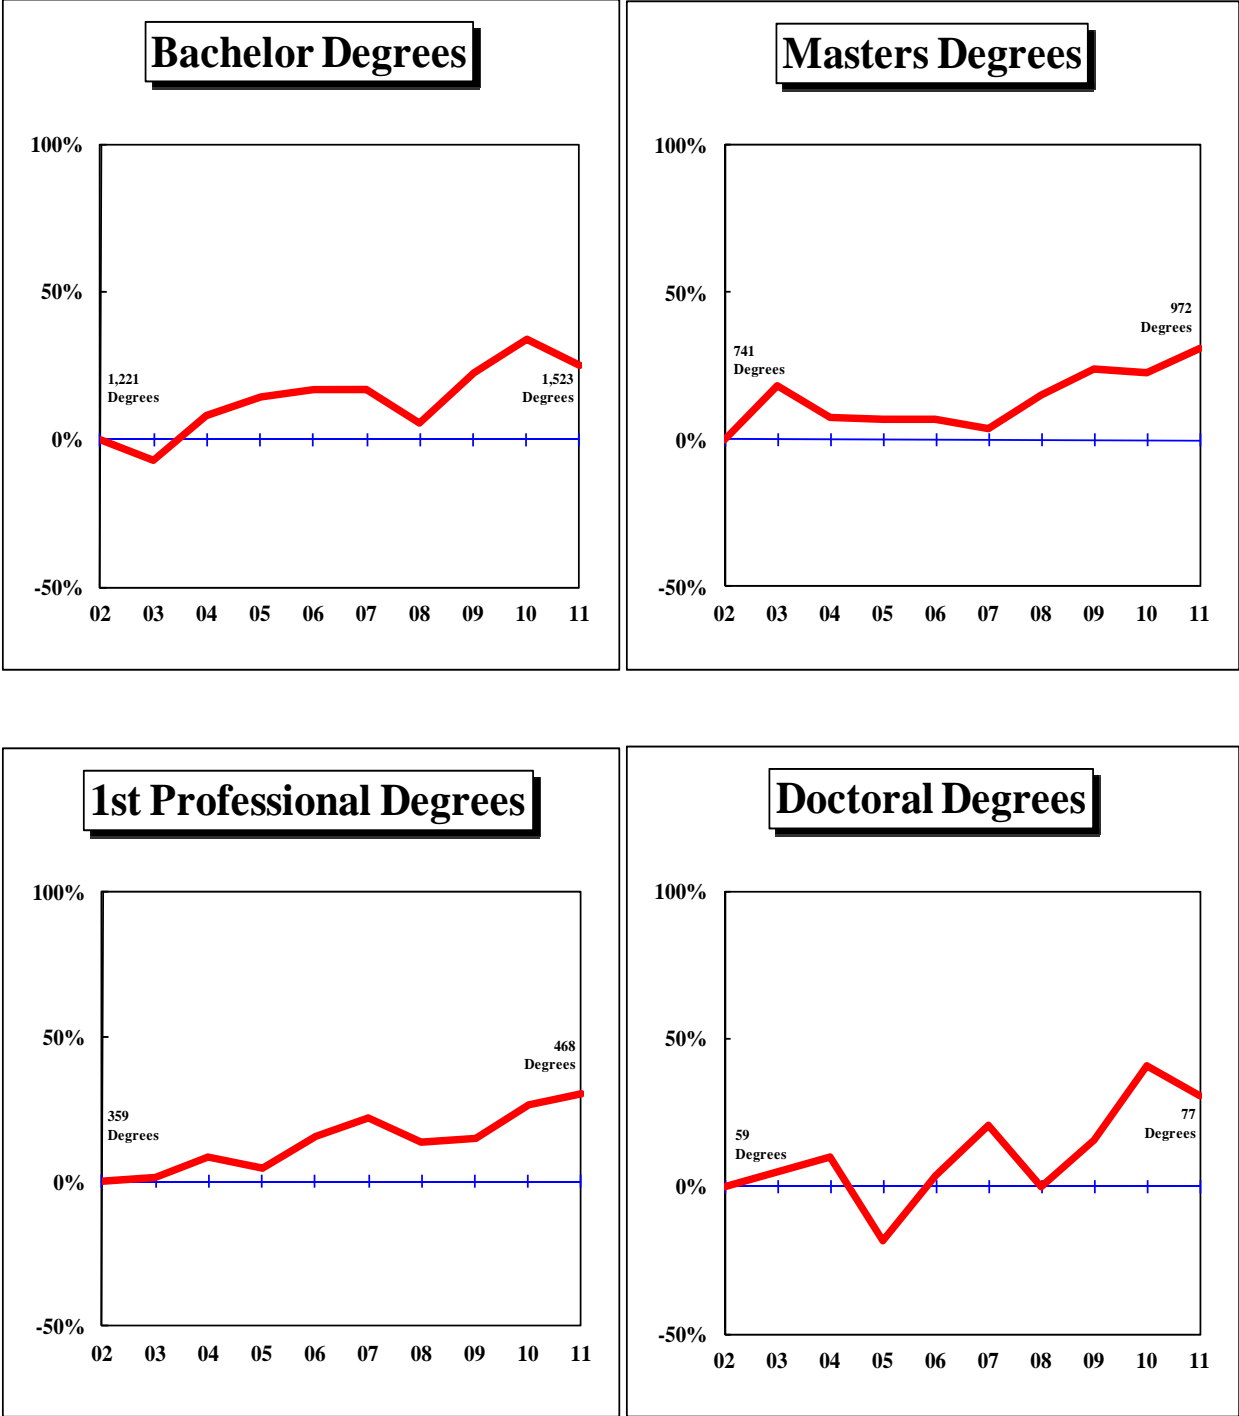 Bachelor Degrees
100%
50%
0%
-50%
1,221
Degrees
1,523
Degrees
02 03 04 05 06 07 08 09 10 11
Masters Degrees
100%
50%
0%
-50%
741
Degrees
972
Degrees
02 03 04 05 06 07 08 09 10 11
1st Professional Degrees
100%
50%
0%
-50%
359
Degrees
468
Degrees
02 03 04 05 06 07 08 09 10 11
Doctoral Degrees
100%
50%
0%
-50%
59
Degrees
77
Degrees
02 03 04 05 06 07 08 09 10 11